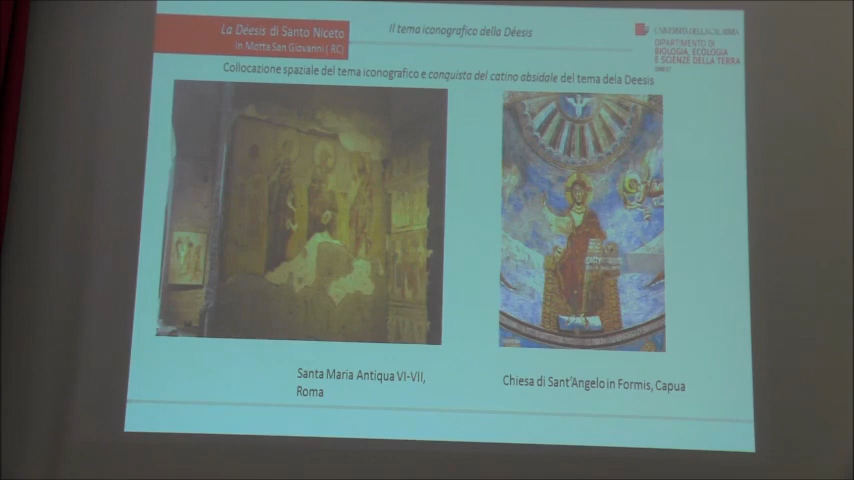 La Déesis di Santo Niceto
in Motta San Giovanni ( RC)
Il tema iconografico della Déesis
UNIVERSITÀ DELLA CALABRIA
DIPARTIMENTO DI
BIOLOGIA, ECOLOGIA
E SCIENZE DELLA TERRA
Collocazione spaziale del tema iconografico e conquista del catino absidale del tema dela Deesis
Santa Maria Antiqua VI-VII,
Roma
Chiesa di Sant'Angelo in Formis, Capua